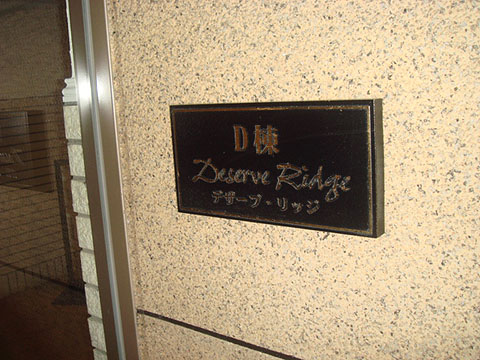 D棟
Deserve Ridge
デザーブ・リッジ